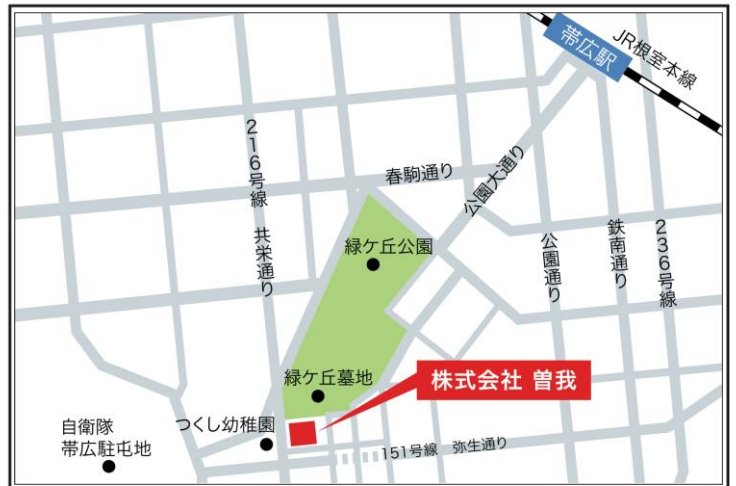 帯広駅
JR根室本線
216号線 共栄通り
春駒通り
公園大通り
緑ケ丘公園
公園通り
鉄南通り
236号線
緑ケ丘墓地
株式会社 曽我
自衛隊
帯広駐屯地
つくし幼稚園
151号線 弥生通り